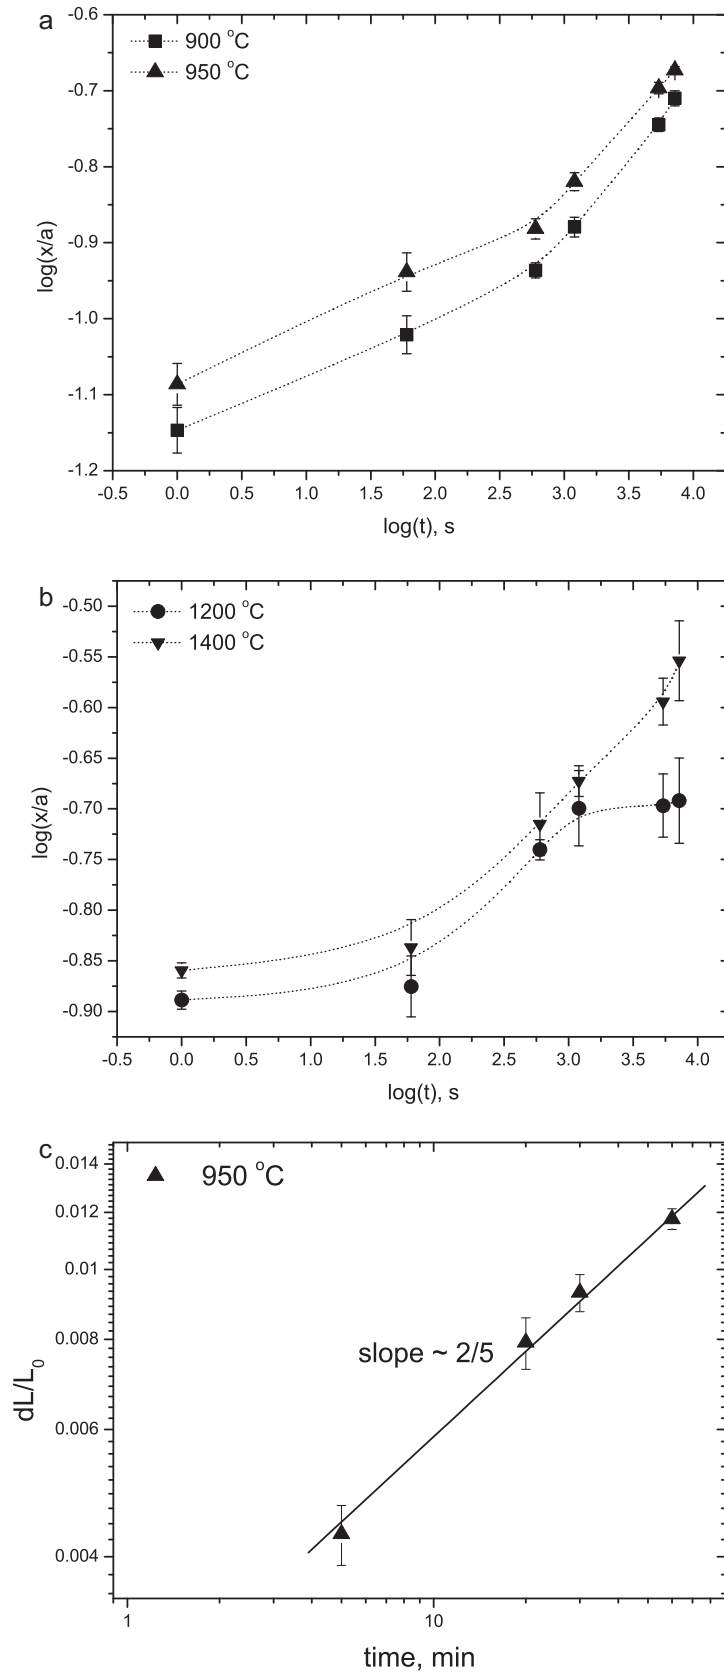 a
900 °C
950 °C
-0.6
-0.7
-0.8
-0.9
-1.0
-1.1
-1.2
log(x/a)
-0.5 0.0 0.5 1.0 1.5 2.0 2.5 3.0 3.5 4.0
log(t), s
b
1200 °C
1400 °C
-0.50
-0.55
-0.60
-0.65
-0.70
-0.75
-0.80
-0.85
-0.90
log(x/a)
-0.5 0.0 0.5 1.0 1.5 2.0 2.5 3.0 3.5 4.0
log(t), s
c
950 °C
0.014
0.012
0.01
0.008
0.006
0.004
dL/L₀
slope ~ 2/5
1 10
time, min